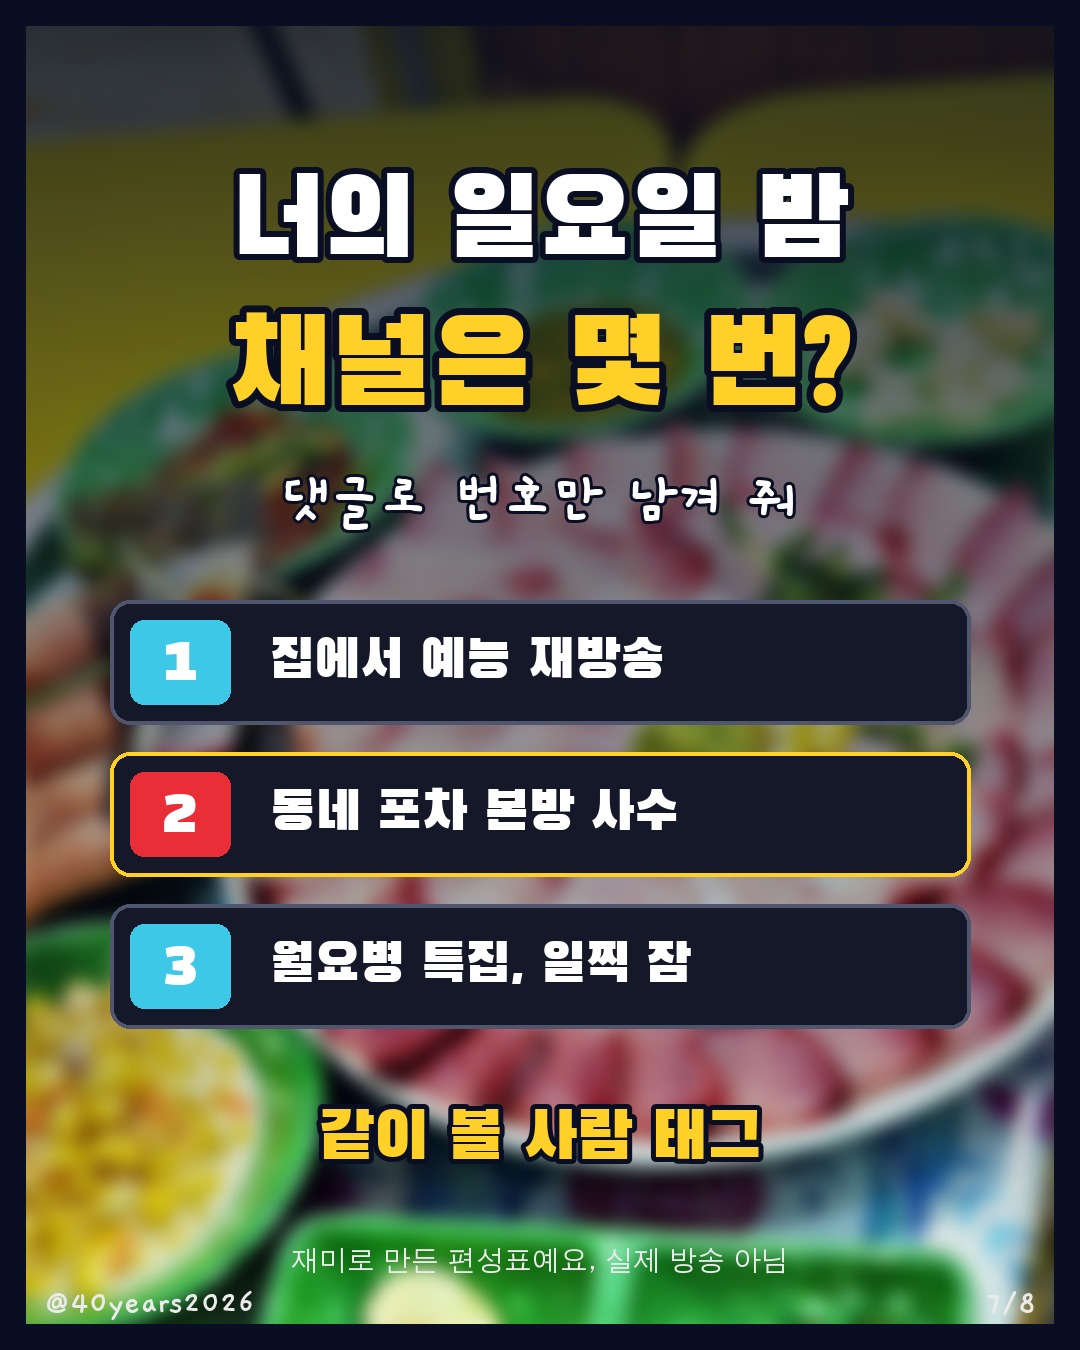 너의 일요일 밤
채널은 몇 번?
댓글로 번호만 남겨 줘
1 집에서 예능 재방송
2 동네 포차 본방 사수
3 월요병 특집, 일찍 잠
같이 볼 사람 태그
재미로 만든 편성표예요, 실제 방송 아님
@40years2026
7/8